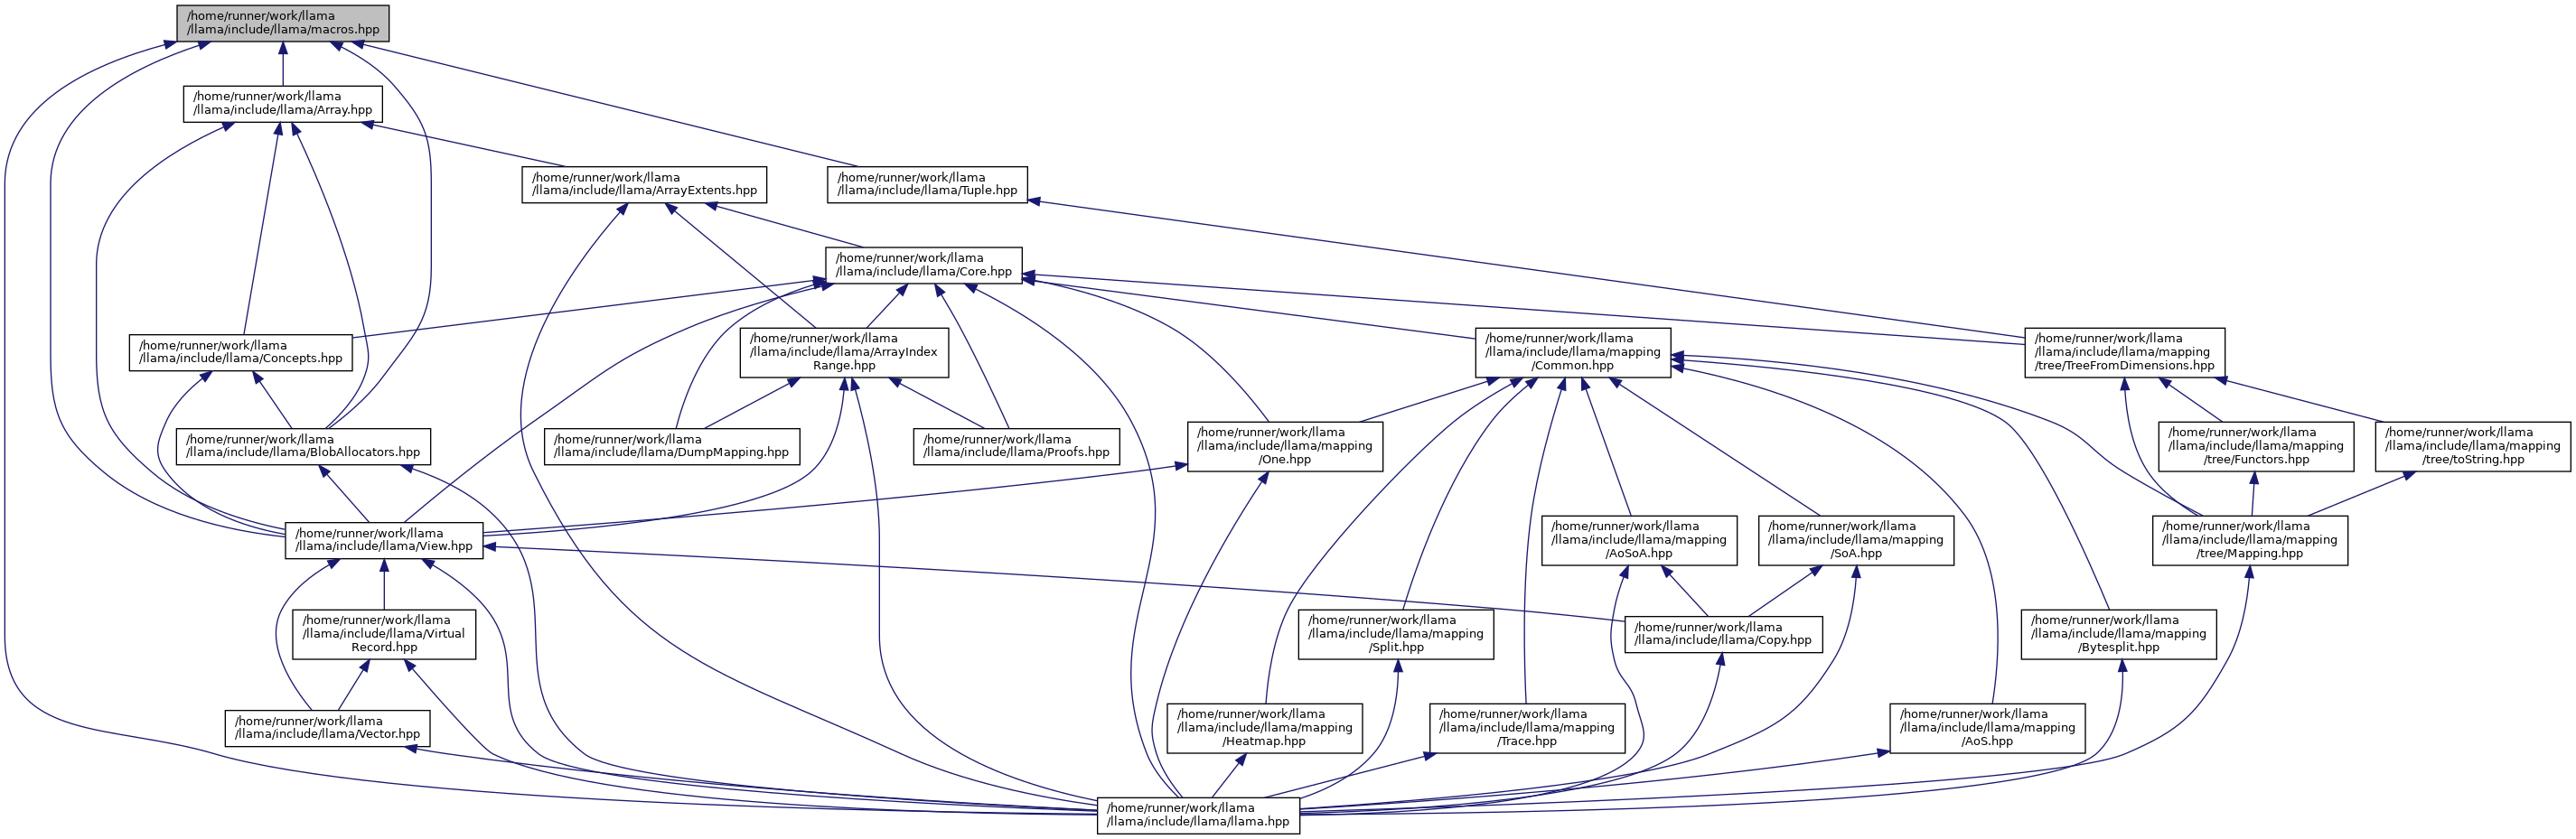 /home/runner/work/llama
/llama/include/llama/macros.hpp
/home/runner/work/llama
/llama/include/llama/Array.hpp
/home/runner/work/llama
/llama/include/llama/ArrayExtents.hpp
/home/runner/work/llama
/llama/include/llama/Tuple.hpp
/home/runner/work/llama
/llama/include/llama/Core.hpp
/home/runner/work/llama
/llama/include/llama/Concepts.hpp
/home/runner/work/llama
/llama/include/llama/ArrayIndex
Range.hpp
/home/runner/work/llama
/llama/include/llama/mapping
/Common.hpp
/home/runner/work/llama
/llama/include/llama/mapping
/tree/TreeFromDimensions.hpp
/home/runner/work/llama
/llama/include/llama/BlobAllocators.hpp
/home/runner/work/llama
/llama/include/llama/DumpMapping.hpp
/home/runner/work/llama
/llama/include/llama/Proofs.hpp
/home/runner/work/llama
/llama/include/llama/mapping
/One.hpp
/home/runner/work/llama
/llama/include/llama/mapping
/tree/Functors.hpp
/home/runner/work/llama
/llama/include/llama/mapping
/tree/toString.hpp
/home/runner/work/llama
/llama/include/llama/View.hpp
/home/runner/work/llama
/llama/include/llama/mapping
/AoSoA.hpp
/home/runner/work/llama
/llama/include/llama/mapping
/SoA.hpp
/home/runner/work/llama
/llama/include/llama/mapping
/tree/Mapping.hpp
/home/runner/work/llama
/llama/include/llama/Virtual
Record.hpp
/home/runner/work/llama
/llama/include/llama/mapping
/Split.hpp
/home/runner/work/llama
/llama/include/llama/Copy.hpp
/home/runner/work/llama
/llama/include/llama/mapping
/Bytesplit.hpp
/home/runner/work/llama
/llama/include/llama/Vector.hpp
/home/runner/work/llama
/llama/include/llama/mapping
/Heatmap.hpp
/home/runner/work/llama
/llama/include/llama/mapping
/Trace.hpp
/home/runner/work/llama
/llama/include/llama/mapping
/AoS.hpp
/home/runner/work/llama
/llama/include/llama/llama.hpp